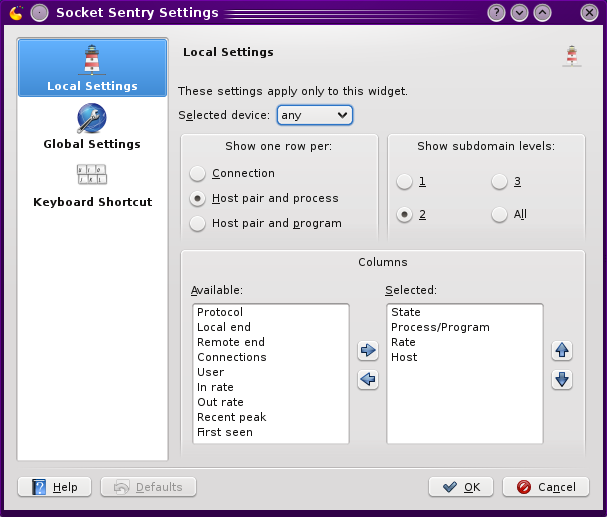 Socket Sentry Settings
Local Settings
Global Settings
Keyboard Shortcut
Local Settings
These settings apply only to this widget.
Selected device: any
Show one row per:
Connection
Host pair and process
Host pair and program
Show subdomain levels:
1 3
2 All
Columns
Available:
Protocol
Local end
Remote end
Connections
User
In rate
Out rate
Recent peak
First seen
Selected:
State
Process/Program
Rate
Host
Help Defaults OK Cancel